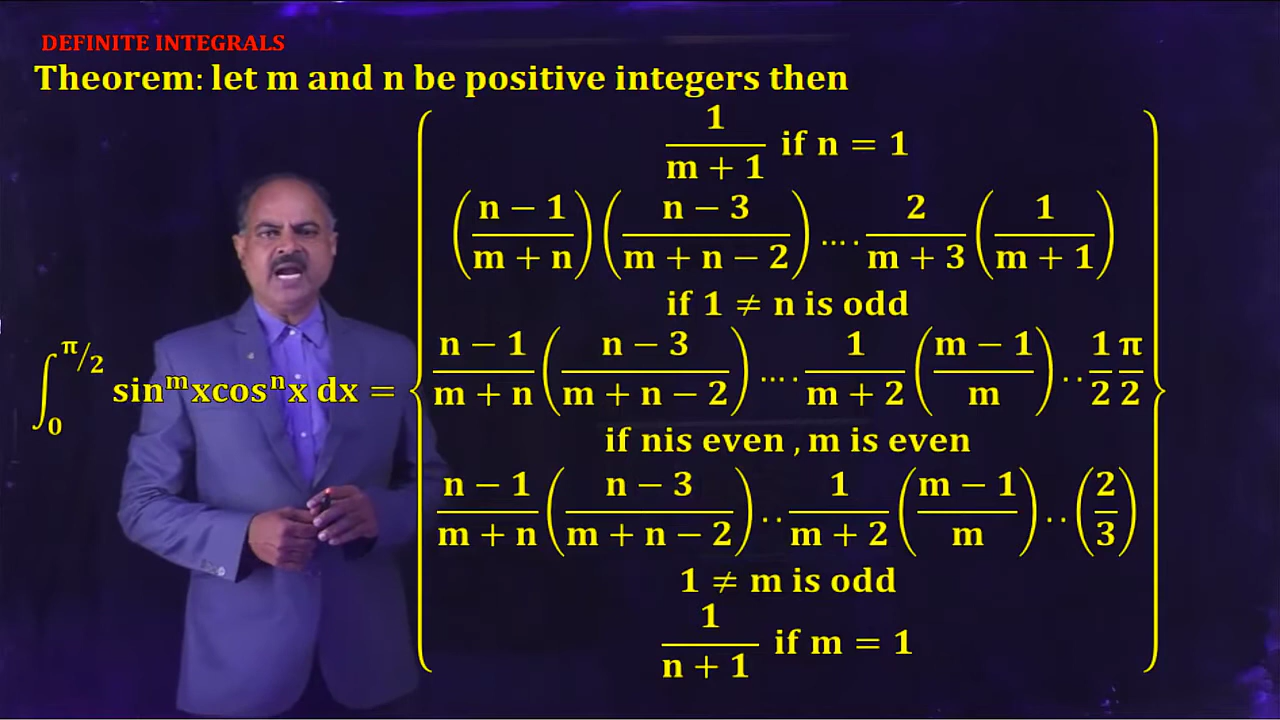 DEFINITE INTEGRALS
Theorem: let m and n be positive integers then
∫₀^(π/2) sin^m x cos^n x dx = {
1/(m + 1) if n = 1
((n − 1)/(m + n)) ((n − 3)/(m + n − 2)) .... 2/(m + 3) (1/(m + 1))
if 1 ≠ n is odd
(n − 1)/(m + n) ((n − 3)/(m + n − 2)) .... 1/(m + 2) ((m − 1)/m) .. 1/2 π/2
if nis even , m is even
(n − 1)/(m + n) ((n − 3)/(m + n − 2)) .. 1/(m + 2) ((m − 1)/m) .. (2/3)
1 ≠ m is odd
1/(n + 1) if m = 1 }